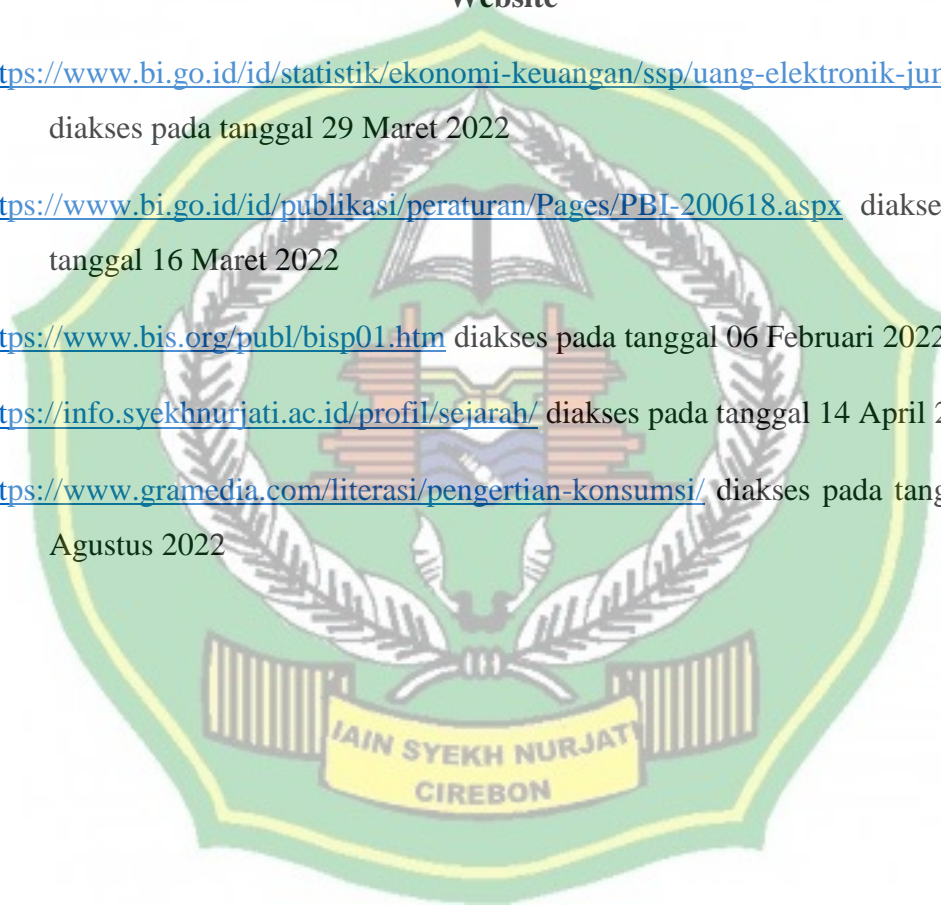 Website
tps://www.bi.go.id/id/statistik/ekonomi-keuangan/ssp/uang-elektronik-jun
diakses pada tanggal 29 Maret 2022
tps://www.bi.go.id/id/publikasi/peraturan/Pages/PBI-200618.aspx diakse
tanggal 16 Maret 2022
tps://www.bis.org/publ/bisp01.htm diakses pada tanggal 06 Februari 2022
tps://info.syekhnurjati.ac.id/profil/sejarah/ diakses pada tanggal 14 April 2
tps://www.gramedia.com/literasi/pengertian-konsumsi/ diakses pada tang
Agustus 2022
IAIN SYEKH NURJATI
CIREBON